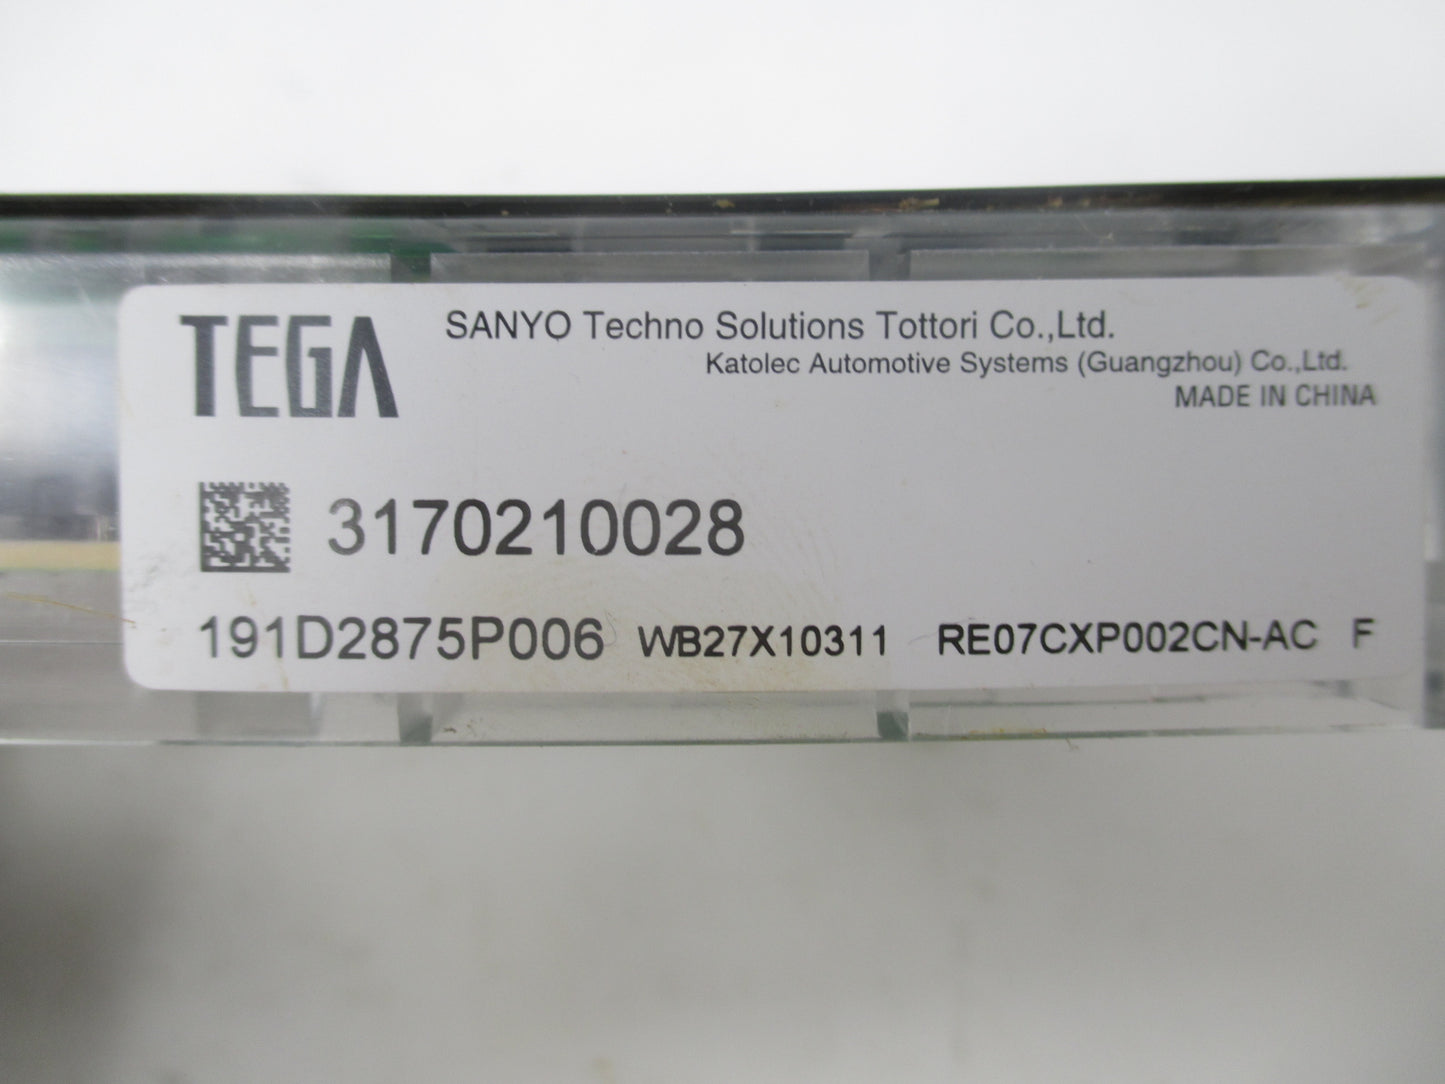 TEGA
SANYO Techno Solutions Tottori Co.,Ltd.
Katolec Automotive Systems (Guangzhou) Co.,Ltd.
MADE IN CHINA
3170210028
191D2875P006 WB27X10311 RE07CXP002CN-AC F